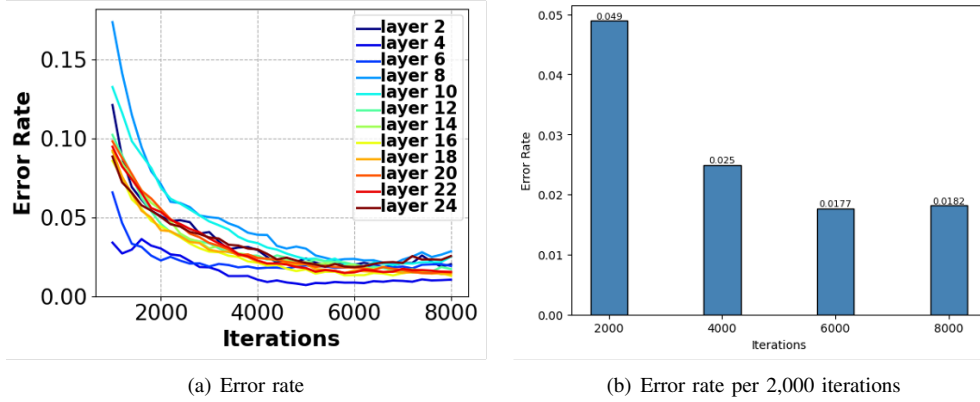 layer 2
layer 4
layer 6
layer 8
layer 10
layer 12
layer 14
layer 16
layer 18
layer 20
layer 22
layer 24
0.15
0.10
0.05
0.00
Error Rate
2000 4000 6000 8000
Iterations
(a) Error rate
0.05
0.04
0.03
0.02
0.01
0.00
Error Rate
0.049
0.025
0.0177
0.0182
2000 4000 6000 8000
Iterations
(b) Error rate per 2,000 iterations